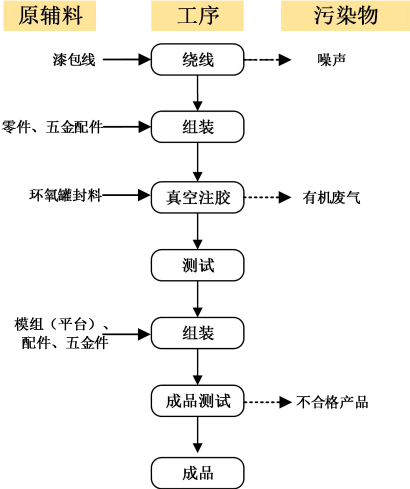 原辅料 工序 污染物
漆包线 绕线 噪声
零件、五金配件 组装
环氧罐封料 真空注胶 有机废气
测试
模组（平台）、
配件、五金件
组装
成品测试 不合格产品
成品